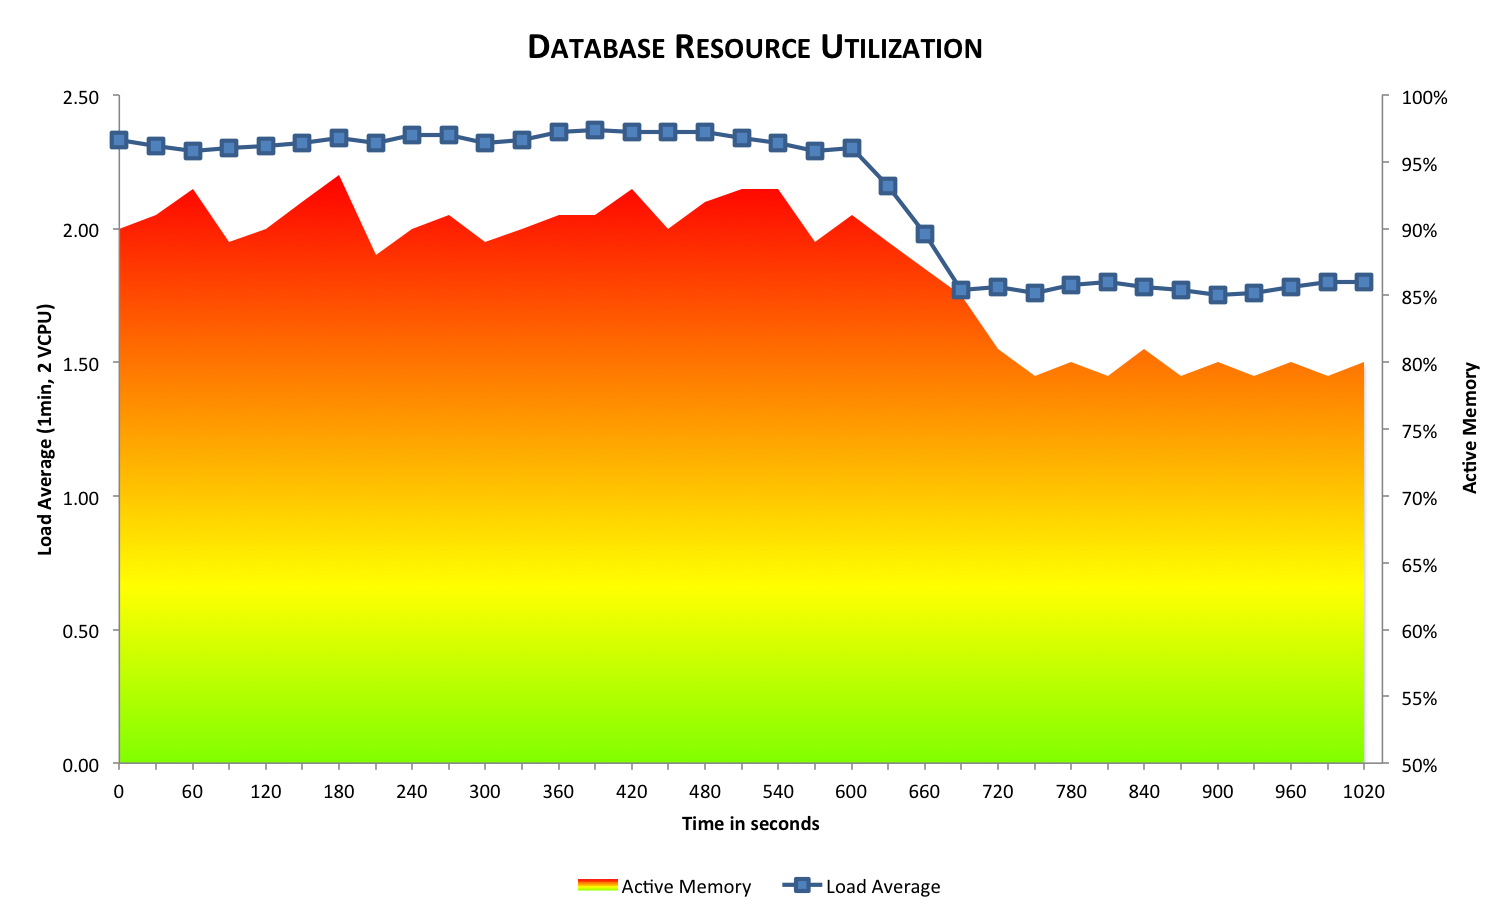 DATABASE RESOURCE UTILIZATION
2.50
2.00
1.50
1.00
0.50
0.00
Load Average (1min, 2 VCPU)
100%
95%
90%
85%
80%
75%
70%
65%
60%
55%
50%
Active Memory
0 60 120 180 240 300 360 420 480 540 600 660 720 780 840 900 960 1020
Time in seconds
Active Memory Load Average